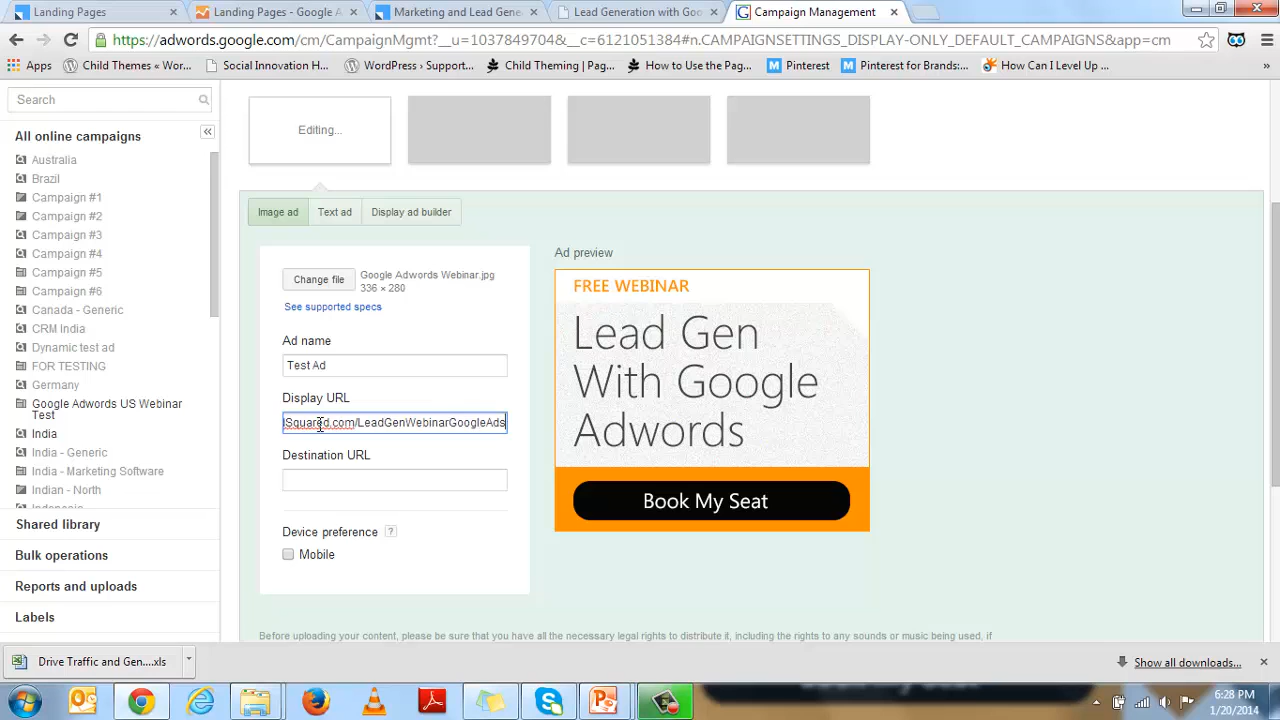 Landing Pages
Landing Pages - Google A
Marketing and Lead Gene
Lead Generation with Goo
Campaign Management
https://adwords.google.com/cm/CampaignMgmt?__u=1037849704&__c=6121051384#n.CAMPAIGNSETTINGS_DISPLAY-ONLY_DEFAULT_CAMPAIGNS&app=cm
Apps
Child Themes « Wor...
Social Innovation H...
WordPress › Support...
Child Theming | Pag...
How to Use the Pag...
Pinterest
Pinterest for Brands:...
How Can I Level Up ...
»
Search
All online campaigns
Australia
Brazil
Campaign #1
Campaign #2
Campaign #3
Campaign #4
Campaign #5
Campaign #6
Canada - Generic
CRM India
Dynamic test ad
FOR TESTING
Germany
Google Adwords US Webinar
Test
India
India - Generic
India - Marketing Software
Indian - North
Shared library
Bulk operations
Reports and uploads
Labels
Editing...
Image ad
Text ad
Display ad builder
Change file
Google Adwords Webinar.jpg
336 × 280
See supported specs
Ad name
Test Ad
Display URL
Squared.com/LeadGenWebinarGoogleAds
Destination URL
Device preference ?
Mobile
Ad preview
FREE WEBINAR
Lead Gen
With Google
Adwords
Book My Seat
Before uploading your content, please be sure that you have all the necessary legal rights to distribute it, including the rights to any sounds or music being used, if
Drive Traffic and Gen....xls
Show all downloads...
6:28 PM
1/20/2014